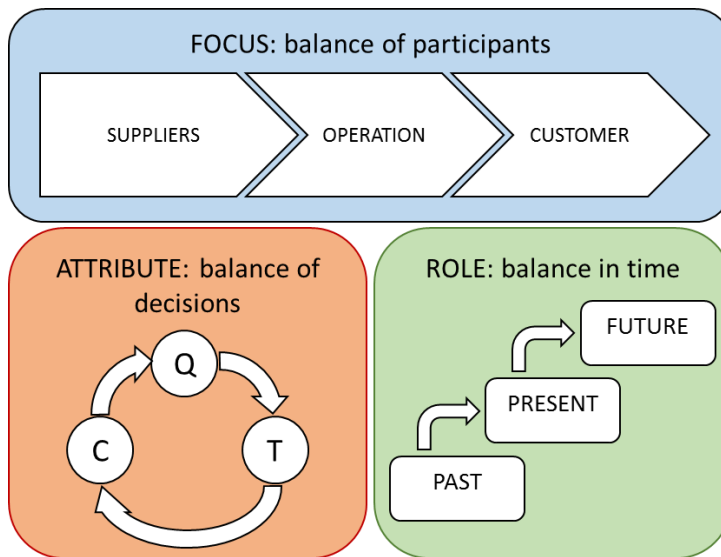 FOCUS: balance of participants
SUPPLIERS
OPERATION
CUSTOMER
ATTRIBUTE: balance of
decisions
Q
C
T
ROLE: balance in time
FUTURE
PRESENT
PAST